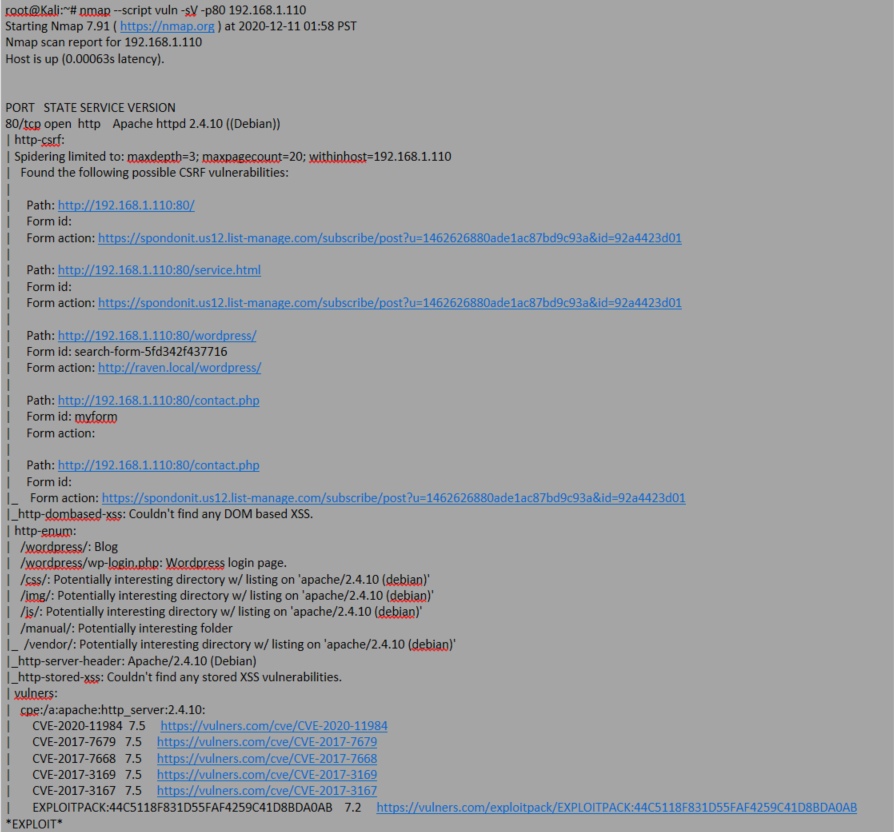 root@Kali:~# nmap --script vuln -sV -p80 192.168.1.110
Starting Nmap 7.91 ( https://nmap.org ) at 2020-12-11 01:58 PST
Nmap scan report for 192.168.1.110
Host is up (0.00063s latency).
PORT   STATE SERVICE VERSION
80/tcp open  http    Apache httpd 2.4.10 ((Debian))
| http-csrf:
| Spidering limited to: maxdepth=3; maxpagecount=20; withinhost=192.168.1.110
|   Found the following possible CSRF vulnerabilities:
|
|     Path: http://192.168.1.110:80/
|     Form id:
|     Form action: https://spondonit.us12.list-manage.com/subscribe/post?u=1462626880ade1ac87bd9c93a&id=92a4423d01
|
|     Path: http://192.168.1.110:80/service.html
|     Form id:
|     Form action: https://spondonit.us12.list-manage.com/subscribe/post?u=1462626880ade1ac87bd9c93a&id=92a4423d01
|
|     Path: http://192.168.1.110:80/wordpress/
|     Form id: search-form-5fd342f437716
|     Form action: http://raven.local/wordpress/
|
|     Path: http://192.168.1.110:80/contact.php
|     Form id: myform
|     Form action:
|
|     Path: http://192.168.1.110:80/contact.php
|     Form id:
|_    Form action: https://spondonit.us12.list-manage.com/subscribe/post?u=1462626880ade1ac87bd9c93a&id=92a4423d01
|_http-dombased-xss: Couldn't find any DOM based XSS.
| http-enum:
|   /wordpress/: Blog
|   /wordpress/wp-login.php: Wordpress login page.
|   /css/: Potentially interesting directory w/ listing on 'apache/2.4.10 (debian)'
|   /img/: Potentially interesting directory w/ listing on 'apache/2.4.10 (debian)'
|   /js/: Potentially interesting directory w/ listing on 'apache/2.4.10 (debian)'
|   /manual/: Potentially interesting folder
|_  /vendor/: Potentially interesting directory w/ listing on 'apache/2.4.10 (debian)'
|_http-server-header: Apache/2.4.10 (Debian)
|_http-stored-xss: Couldn't find any stored XSS vulnerabilities.
| vulners:
|   cpe:/a:apache:http_server:2.4.10:
|     CVE-2020-11984  7.5    https://vulners.com/cve/CVE-2020-11984
|     CVE-2017-7679   7.5    https://vulners.com/cve/CVE-2017-7679
|     CVE-2017-7668   7.5    https://vulners.com/cve/CVE-2017-7668
|     CVE-2017-3169   7.5    https://vulners.com/cve/CVE-2017-3169
|     CVE-2017-3167   7.5    https://vulners.com/cve/CVE-2017-3167
|     EXPLOITPACK:44C5118F831D55FAF4259C41D8BDA0AB    7.2    https://vulners.com/exploitpack/EXPLOITPACK:44C5118F831D55FAF4259C41D8BDA0AB
*EXPLOIT*